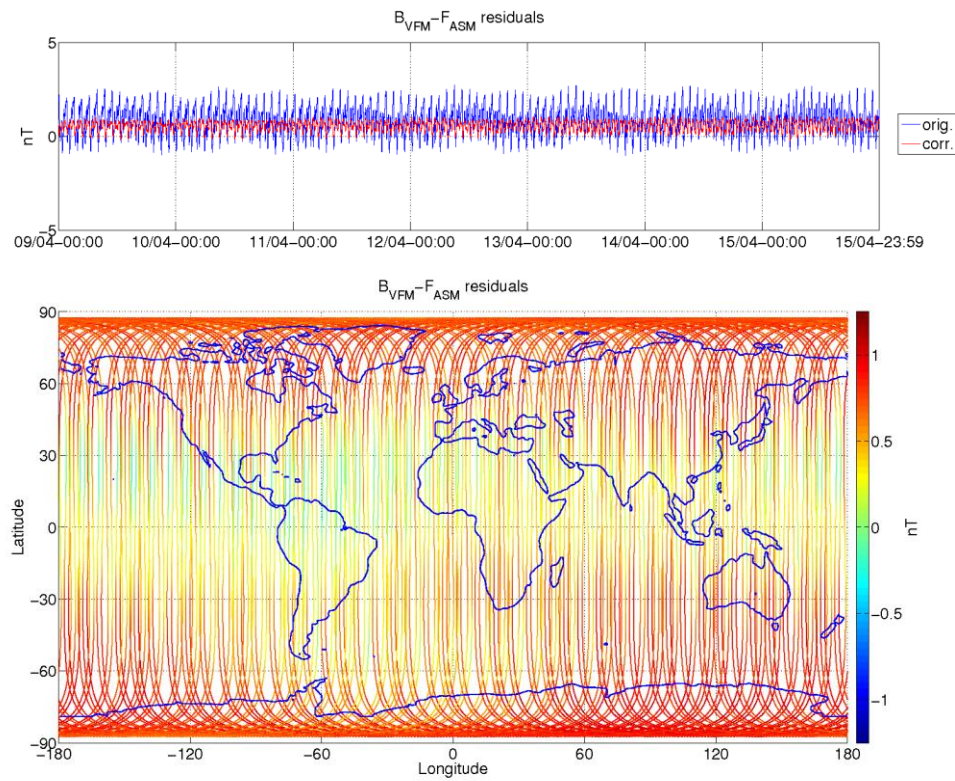 B_VFM–F_ASM residuals
5
0
−5
nT
09/04−00:00 10/04−00:00 11/04−00:00 12/04−00:00 13/04−00:00 14/04−00:00 15/04−00:00 15/04−23:59
orig.
corr.
B_VFM–F_ASM residuals
90
60
30
0
−30
−60
−90
Latitude
−180 −120 −60 0 60 120 180
Longitude
1
0.5
0
−0.5
−1
nT